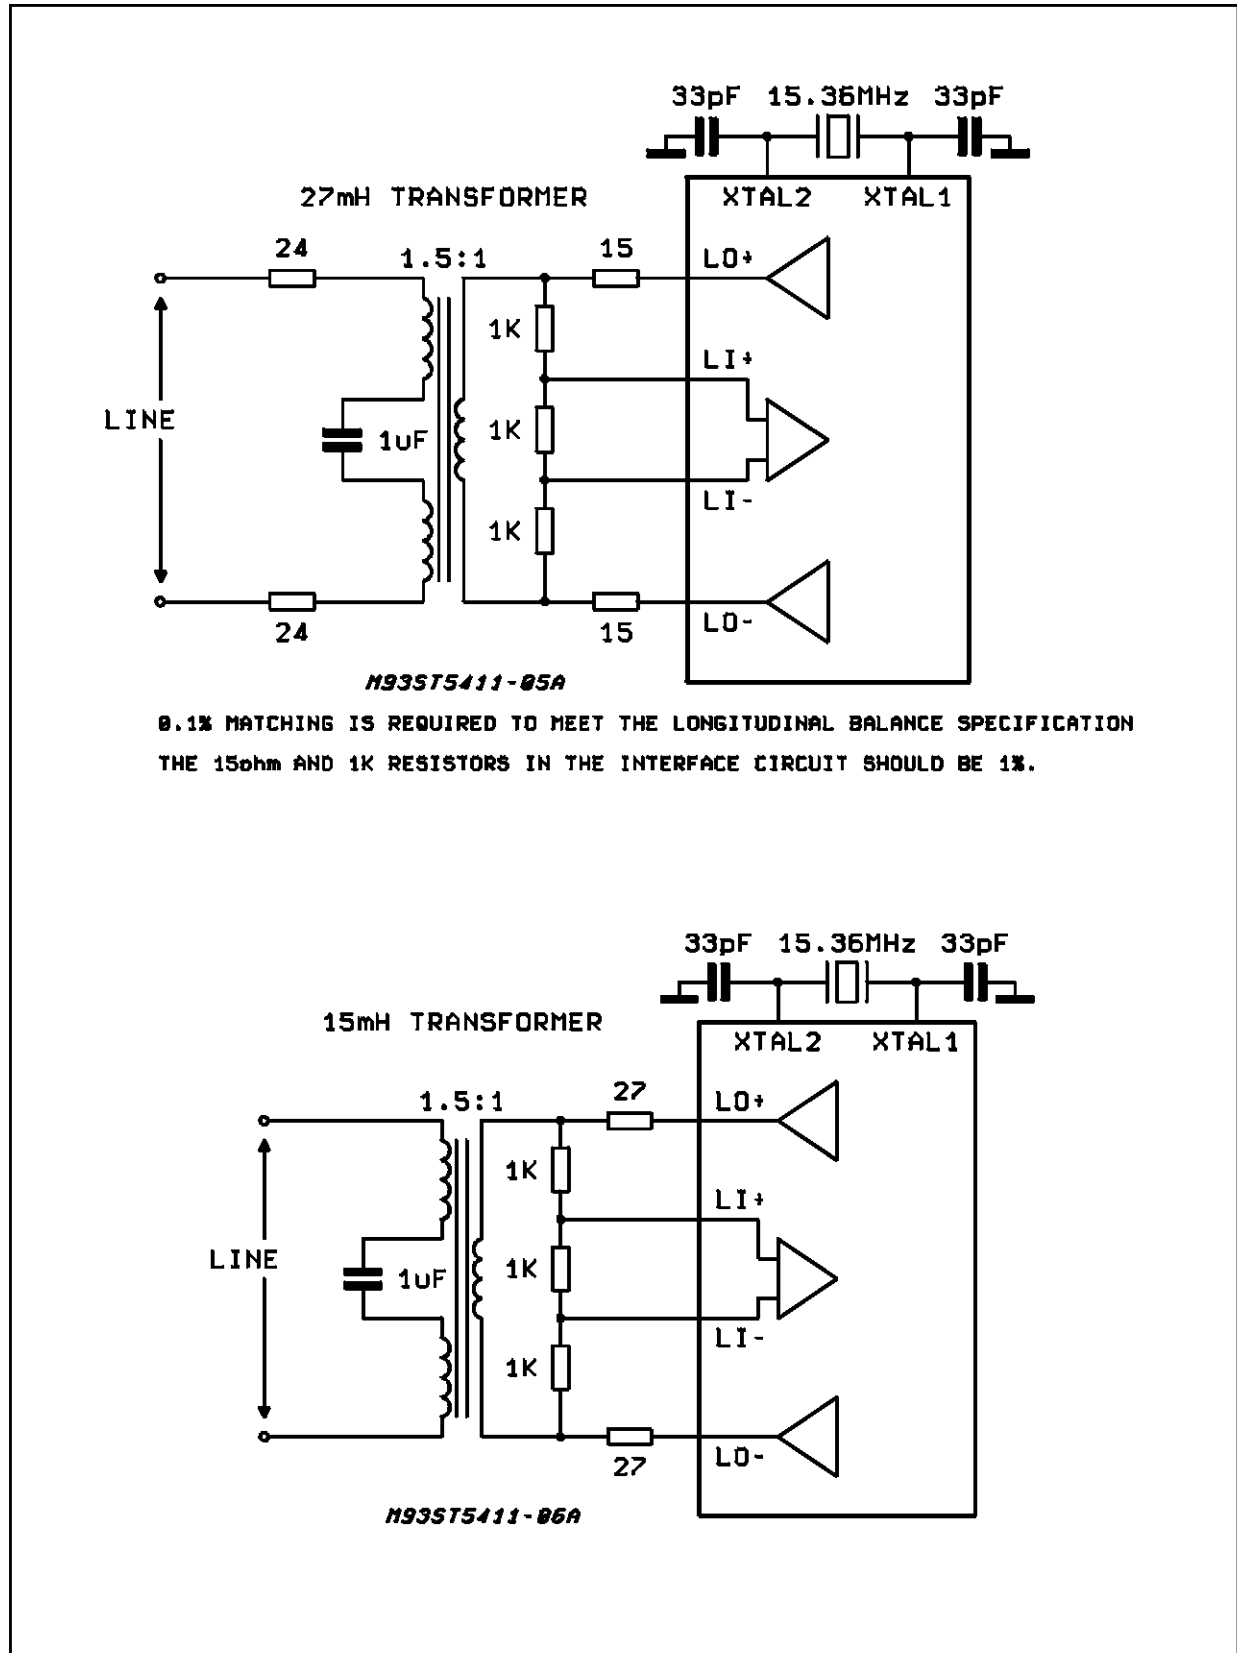 33pF 15.36MHz 33pF
XTAL2 XTAL1
27mH TRANSFORMER
24
1.5:1
15
LO+
1K
LI+
LINE
1uF
1K
LI-
1K
24
15
LO-
M93ST5411-05A
0.1% MATCHING IS REQUIRED TO MEET THE LONGITUDINAL BALANCE SPECIFICATION
THE 15ohm AND 1K RESISTORS IN THE INTERFACE CIRCUIT SHOULD BE 1%.
33pF 15.36MHz 33pF
XTAL2 XTAL1
15mH TRANSFORMER
1.5:1
27
LO+
1K
LI+
LINE
1uF
1K
LI-
1K
27
LO-
M93ST5411-06A